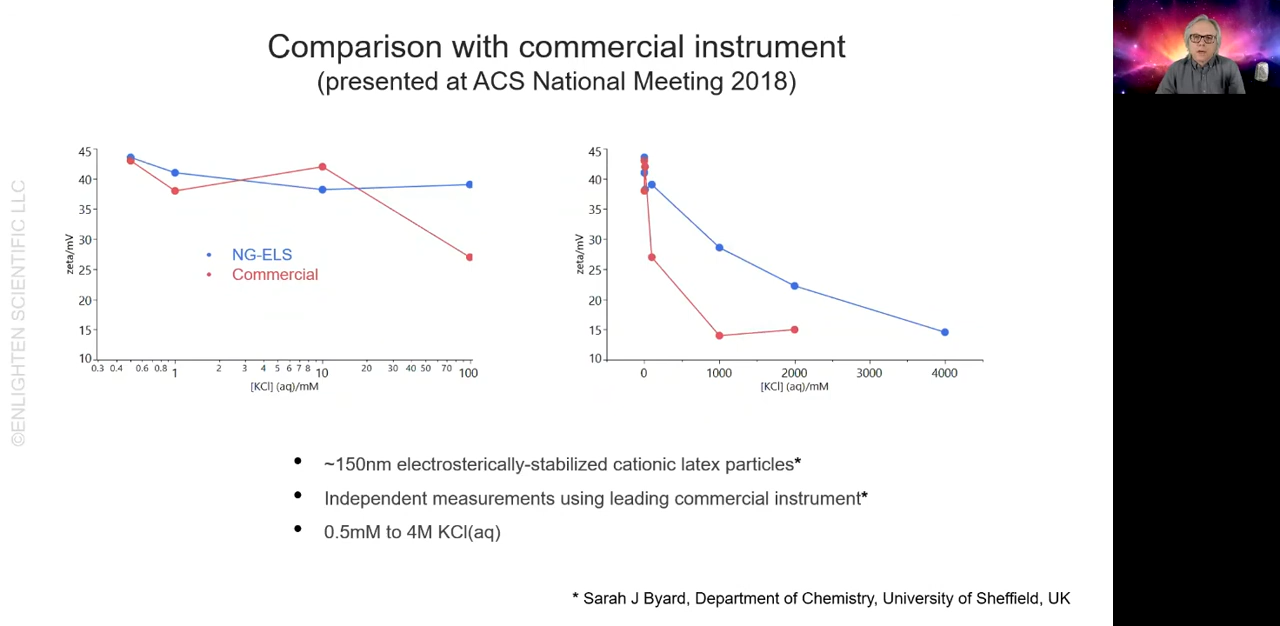 Comparison with commercial instrument
(presented at ACS National Meeting 2018)
©ENLIGHTEN SCIENTIFIC LLC
45
40
35
30
25
20
15
10
zeta/mV
NG-ELS
Commercial
0.3 0.4 0.6 0.8 1 2 3 4 5 6 7 8 10 20 30 40 50 70 100
[KCl] (aq)/mM
45
40
35
30
25
20
15
10
zeta/mV
0 1000 2000 3000 4000
[KCl] (aq)/mM
• ~150nm electrosterically-stabilized cationic latex particles*
• Independent measurements using leading commercial instrument*
• 0.5mM to 4M KCl(aq)
* Sarah J Byard, Department of Chemistry, University of Sheffield, UK